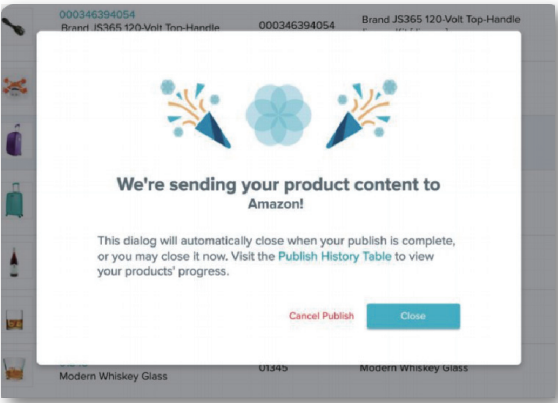 000346394054
Brand JS365 120-Volt Top-Handle
000346394054
Brand JS365 120-Volt Top-Handle
We're sending your product content to
Amazon!
This dialog will automatically close when your publish is complete,
or you may close it now. Visit the Publish History Table to view
your products' progress.
Cancel Publish
Close
Modern Whiskey Glass
01345
Modern Whiskey Glass